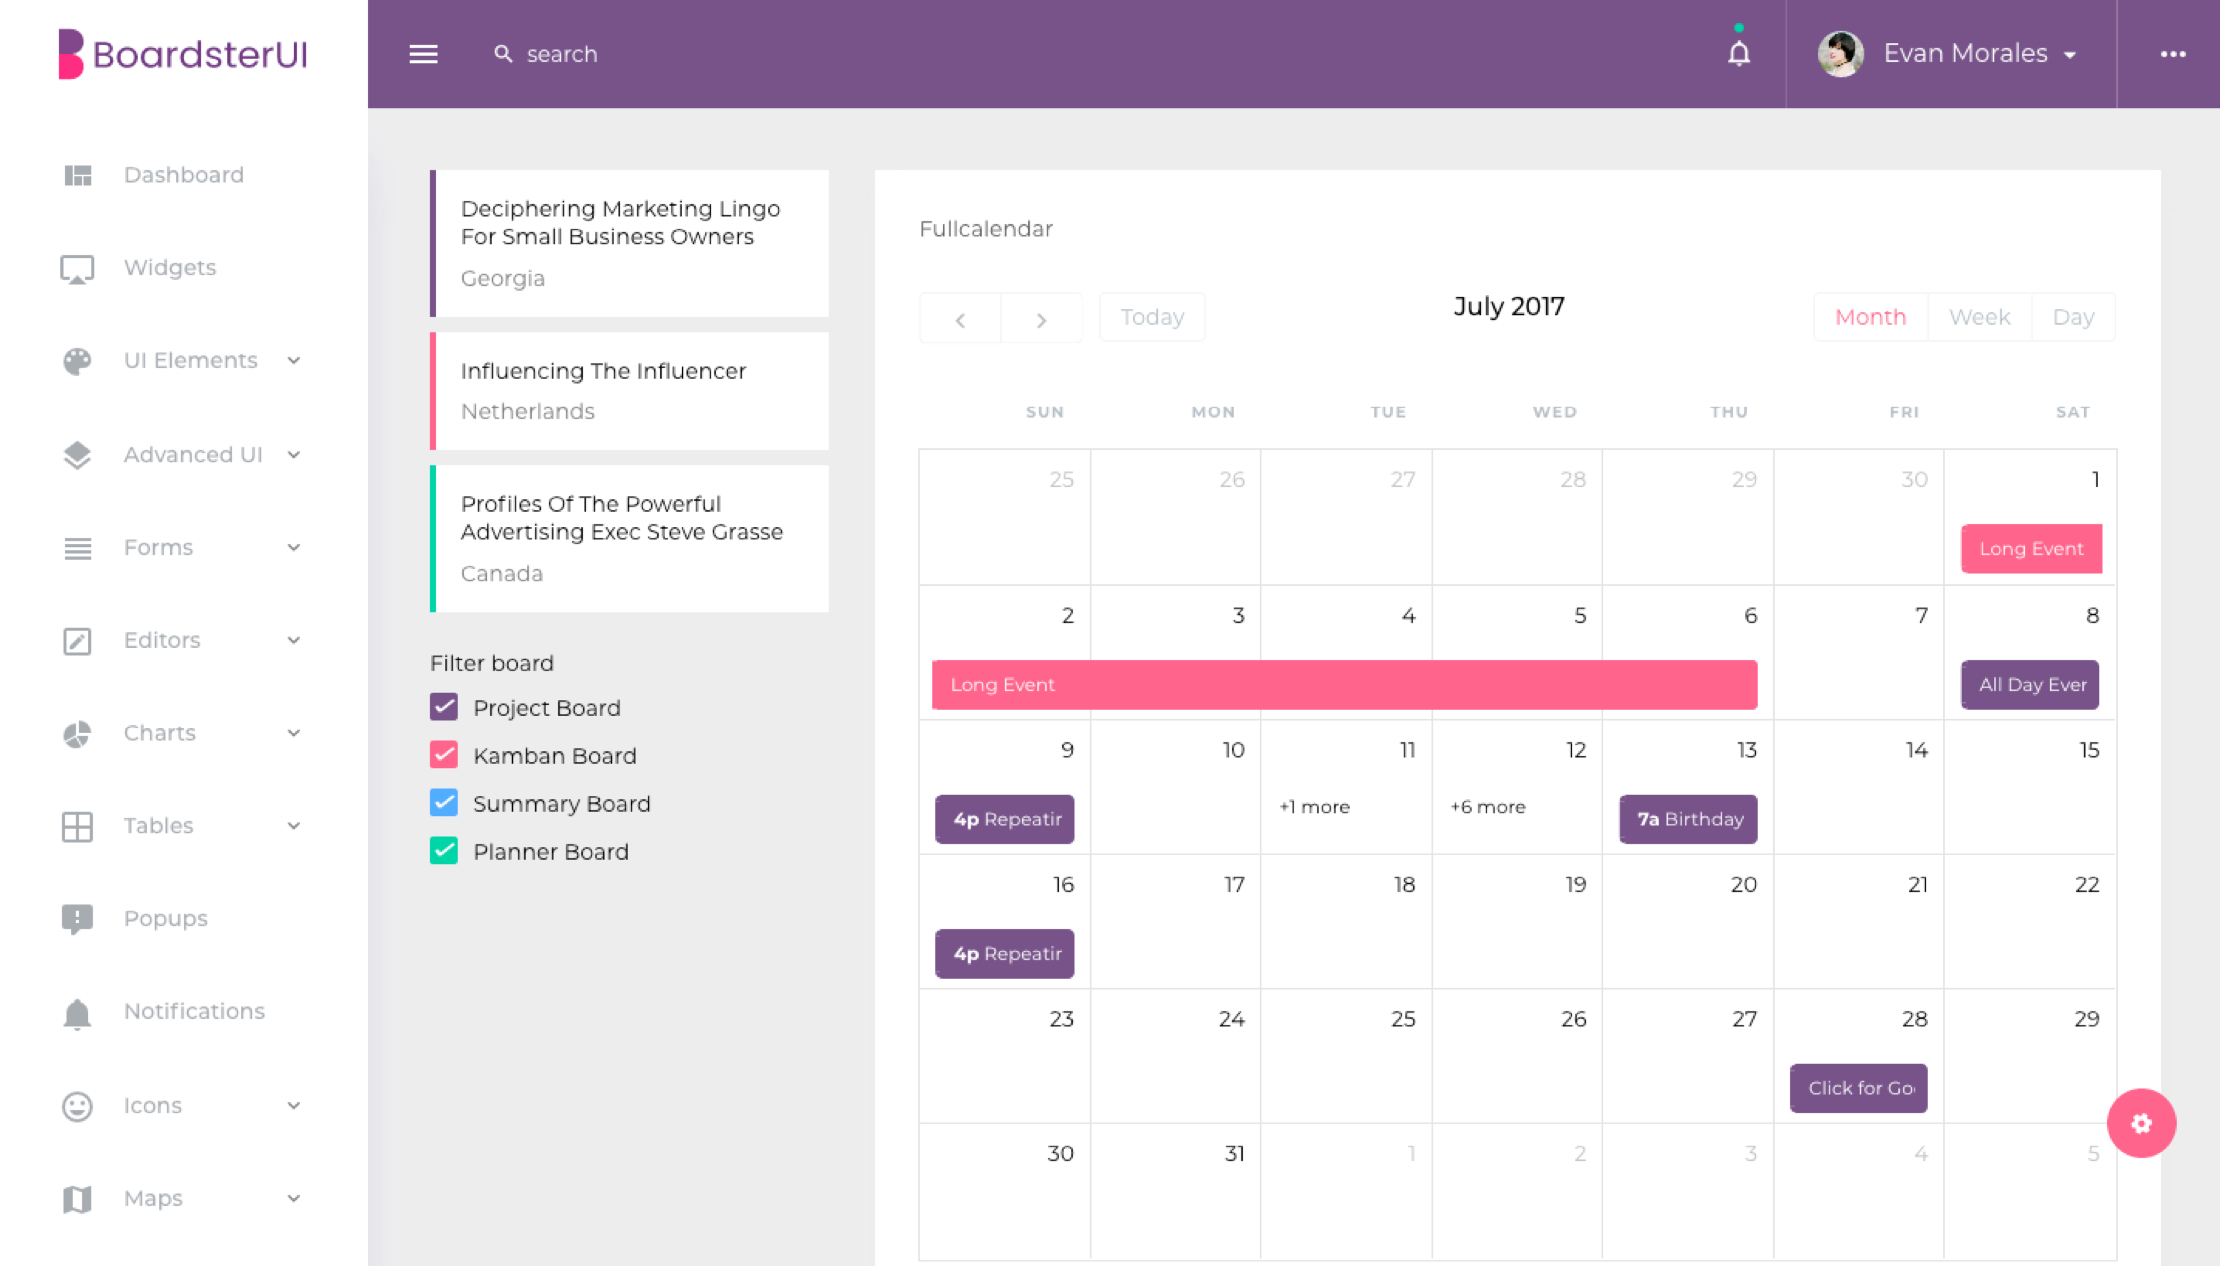 BoardsterUI
search
Evan Morales
Dashboard
Widgets
UI Elements
Advanced UI
Forms
Editors
Charts
Tables
Popups
Notifications
Icons
Maps
Deciphering Marketing Lingo
For Small Business Owners
Georgia
Influencing The Influencer
Netherlands
Profiles Of The Powerful
Advertising Exec Steve Grasse
Canada
Filter board
Project Board
Kamban Board
Summary Board
Planner Board
Fullcalendar
Today
July 2017
Month Week Day
SUN MON TUE WED THU FRI SAT
25 26 27 28 29 30 1
Long Event
2 3 4 5 6 7 8
Long Event All Day Ever
9 10 11 12 13 14 15
4p Repeatir +1 more +6 more 7a Birthday
16 17 18 19 20 21 22
4p Repeatir
23 24 25 26 27 28 29
Click for Go
30 31 1 2 3 4 5